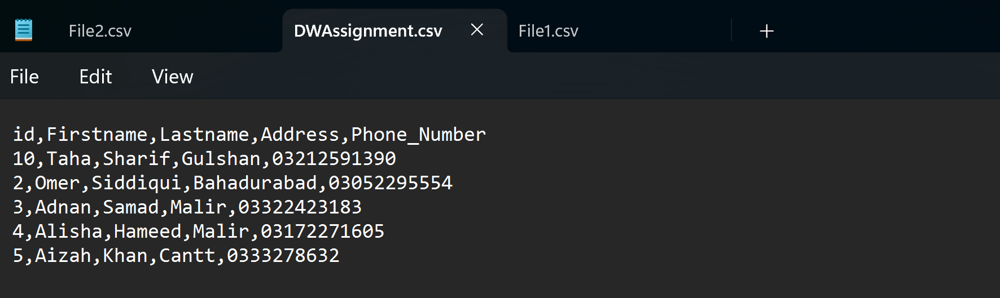 File2.csv DWAssignment.csv File1.csv
File Edit View
id,Firstname,Lastname,Address,Phone_Number
10,Taha,Sharif,Gulshan,03212591390
2,Omer,Siddiqui,Bahadurabad,03052295554
3,Adnan,Samad,Malir,03322423183
4,Alisha,Hameed,Malir,03172271605
5,Aizah,Khan,Cantt,0333278632